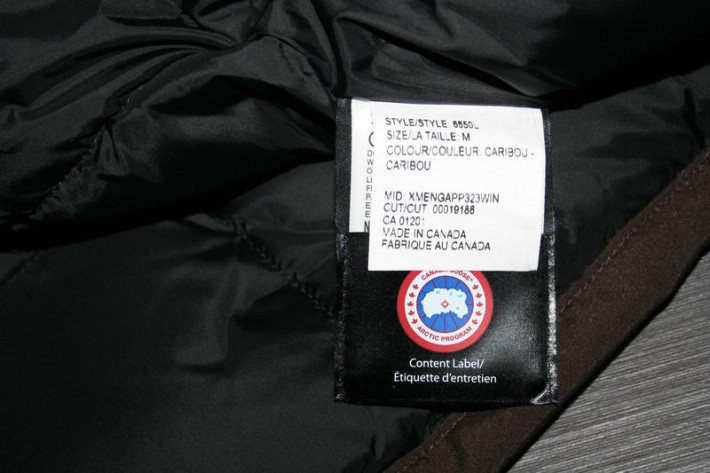 STYLE/STYLE: 6550L
SIZE/LA TAILLE: M
COLOUR/COULEUR: CARIBOU -
CARIBOU
MID XMENGAPP323WIN
CUT/CUT 00019186
CA 01201
MADE IN CANADA
FABRIQUE AU CANADA
CANADA GOOSE
ARCTIC PROGRAM
Content Label/
Étiquette d'entretien